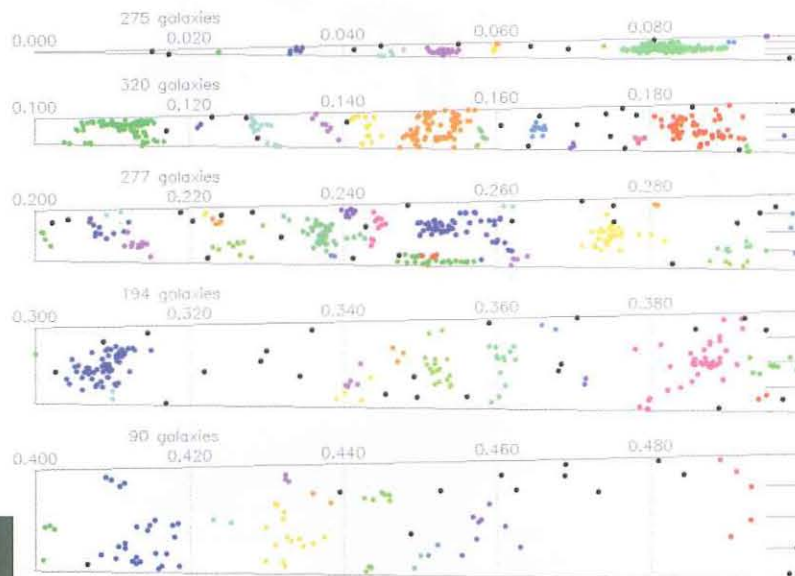 275 galaxies
0.000 0.020 0.040 0.060 0.080
320 galaxies
0.100 0.120 0.140 0.160 0.180
277 galaxies
0.200 0.220 0.240 0.260 0.280
194 galaxies
0.300 0.320 0.340 0.360 0.380
90 galaxies
0.400 0.420 0.440 0.460 0.480